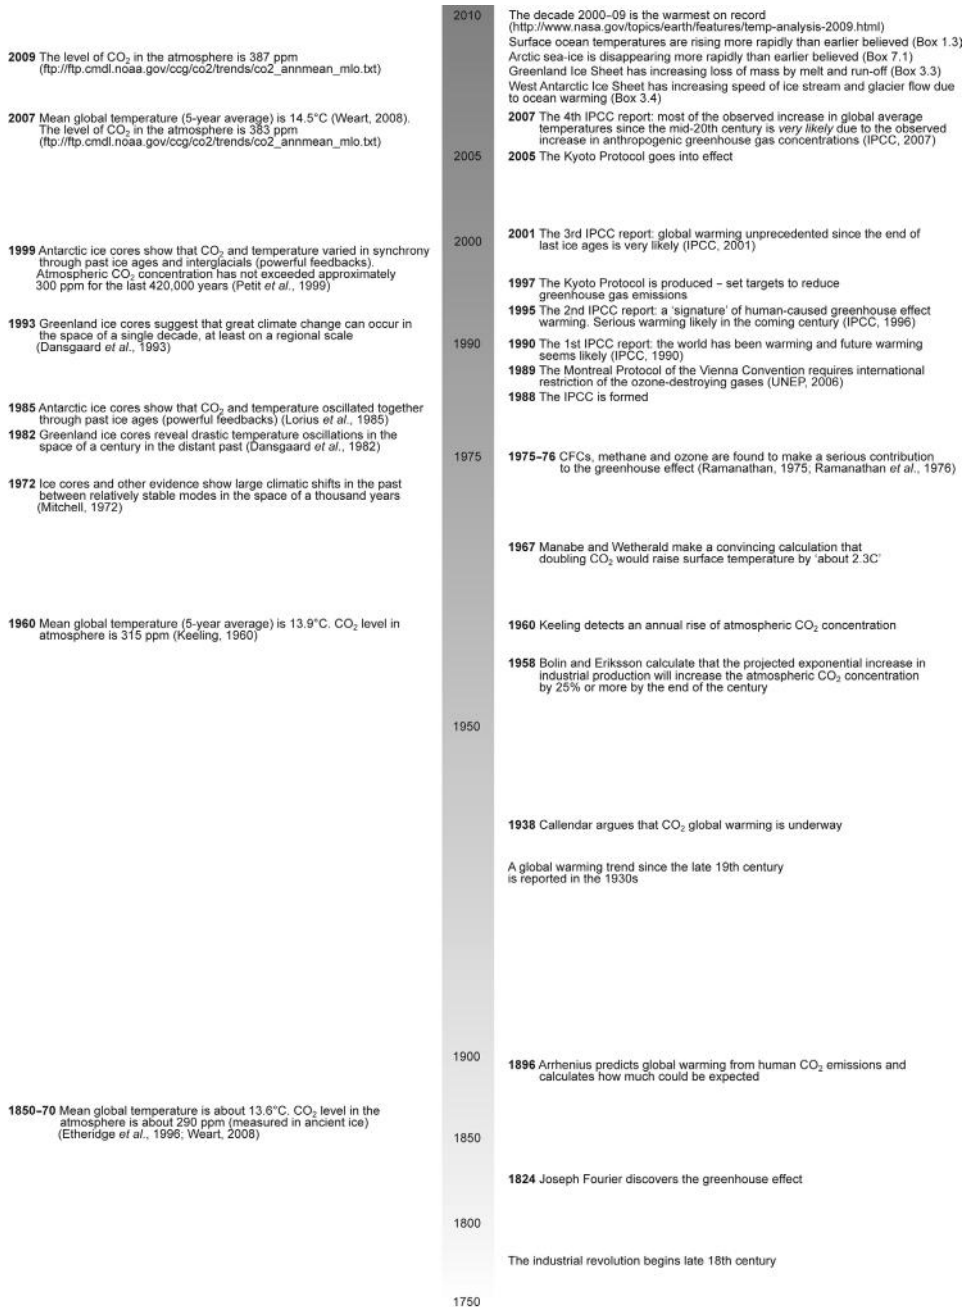 2010
The decade 2000–09 is the warmest on record
(http://www.nasa.gov/topics/earth/features/temp-analysis-2009.html)
Surface ocean temperatures are rising more rapidly than earlier believed (Box 1.3)
2009 The level of CO₂ in the atmosphere is 387 ppm
(ftp://ftp.cmdl.noaa.gov/ccg/co2/trends/co2_annmean_mlo.txt)
Arctic sea-ice is disappearing more rapidly than earlier believed (Box 7.1)
Greenland Ice Sheet has increasing loss of mass by melt and run-off (Box 3.3)
West Antarctic Ice Sheet has increasing speed of ice stream and glacier flow due
to ocean warming (Box 3.4)
2007 Mean global temperature (5-year average) is 14.5°C (Weart, 2008).
The level of CO₂ in the atmosphere is 383 ppm
(ftp://ftp.cmdl.noaa.gov/ccg/co2/trends/co2_annmean_mlo.txt)
2007 The 4th IPCC report: most of the observed increase in global average
temperatures since the mid-20th century is very likely due to the observed
increase in anthropogenic greenhouse gas concentrations (IPCC, 2007)
2005
2005 The Kyoto Protocol goes into effect
2000
2001 The 3rd IPCC report: global warming unprecedented since the end of
last ice ages is very likely (IPCC, 2001)
1999 Antarctic ice cores show that CO₂ and temperature varied in synchrony
through past ice ages and interglacials (powerful feedbacks).
Atmospheric CO₂ concentration has not exceeded approximately
300 ppm for the last 420,000 years (Petit et al., 1999)
1997 The Kyoto Protocol is produced – set targets to reduce
greenhouse gas emissions
1995 The 2nd IPCC report: a ‘signature’ of human-caused greenhouse effect
warming. Serious warming likely in the coming century (IPCC, 1996)
1993 Greenland ice cores suggest that great climate change can occur in
the space of a single decade, at least on a regional scale
(Dansgaard et al., 1993)
1990
1990 The 1st IPCC report: the world has been warming and future warming
seems likely (IPCC, 1990)
1989 The Montreal Protocol of the Vienna Convention requires international
restriction of the ozone-destroying gases (UNEP, 2006)
1988 The IPCC is formed
1985 Antarctic ice cores show that CO₂ and temperature oscillated together
through past ice ages (powerful feedbacks) (Lorius et al., 1985)
1982 Greenland ice cores reveal drastic temperature oscillations in the
space of a century in the distant past (Dansgaard et al., 1982)
1975
1975–76 CFCs, methane and ozone are found to make a serious contribution
to the greenhouse effect (Ramanathan, 1975; Ramanathan et al., 1976)
1972 Ice cores and other evidence show large climatic shifts in the past
between relatively stable modes in the space of a thousand years
(Mitchell, 1972)
1967 Manabe and Wetherald make a convincing calculation that
doubling CO₂ would raise surface temperature by ‘about 2.3C’
1960 Mean global temperature (5-year average) is 13.9°C. CO₂ level in
atmosphere is 315 ppm (Keeling, 1960)
1960 Keeling detects an annual rise of atmospheric CO₂ concentration
1958 Bolin and Eriksson calculate that the projected exponential increase in
industrial production will increase the atmospheric CO₂ concentration
by 25% or more by the end of the century
1950
1938 Callendar argues that CO₂ global warming is underway
A global warming trend since the late 19th century
is reported in the 1930s
1900
1896 Arrhenius predicts global warming from human CO₂ emissions and
calculates how much could be expected
1850–70 Mean global temperature is about 13.6°C. CO₂ level in the
atmosphere is about 290 ppm (measured in ancient ice)
(Etheridge et al., 1996; Weart, 2008)
1850
1824 Joseph Fourier discovers the greenhouse effect
1800
The industrial revolution begins late 18th century
1750